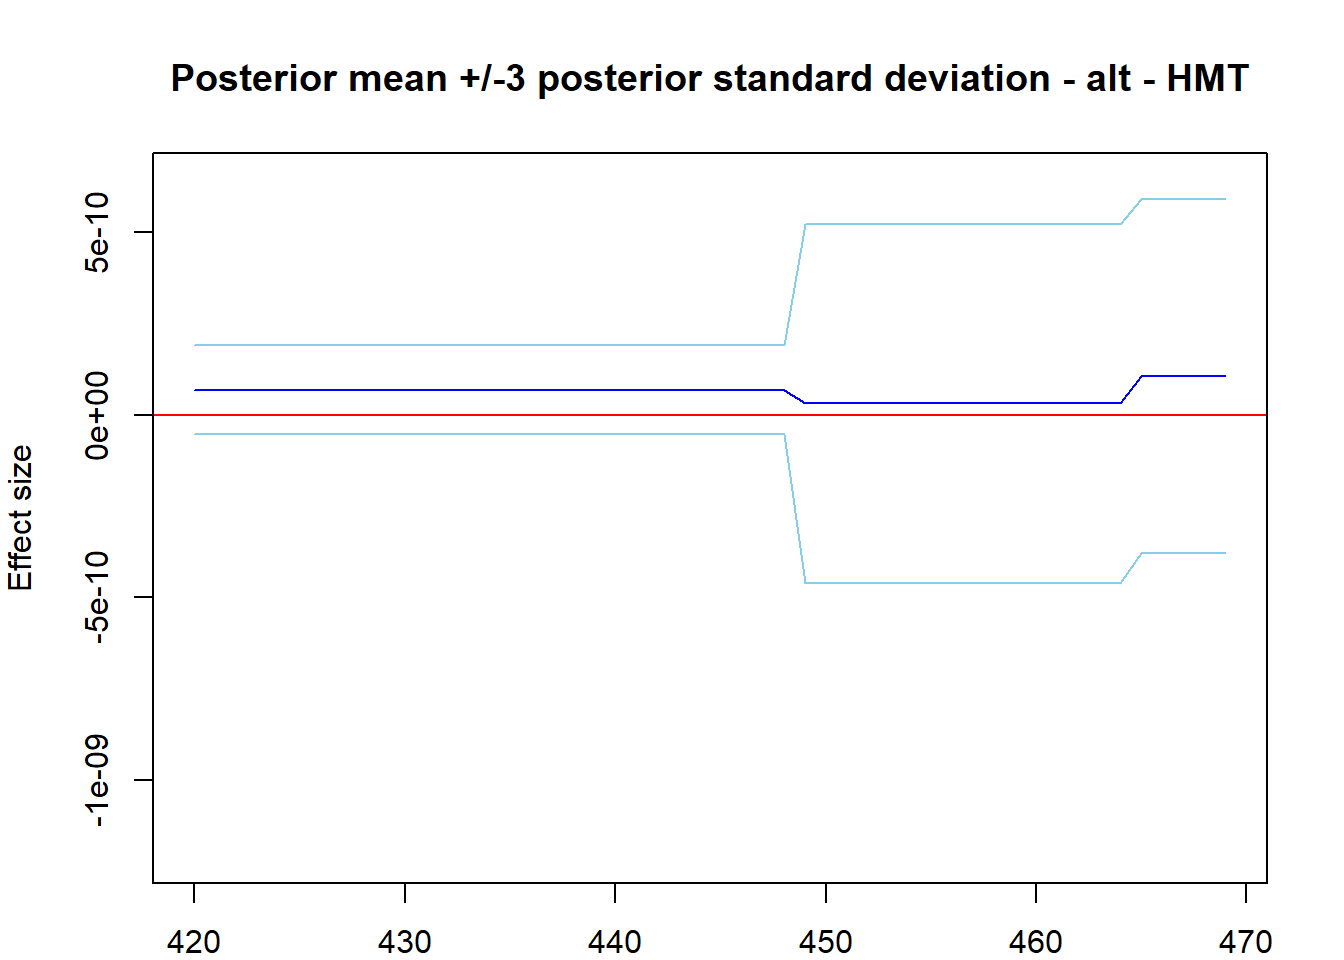 Posterior mean +/-3 posterior standard deviation - alt - HMT
Effect size
5e-10
0e+00
-5e-10
-1e-09
420 430 440 450 460 470